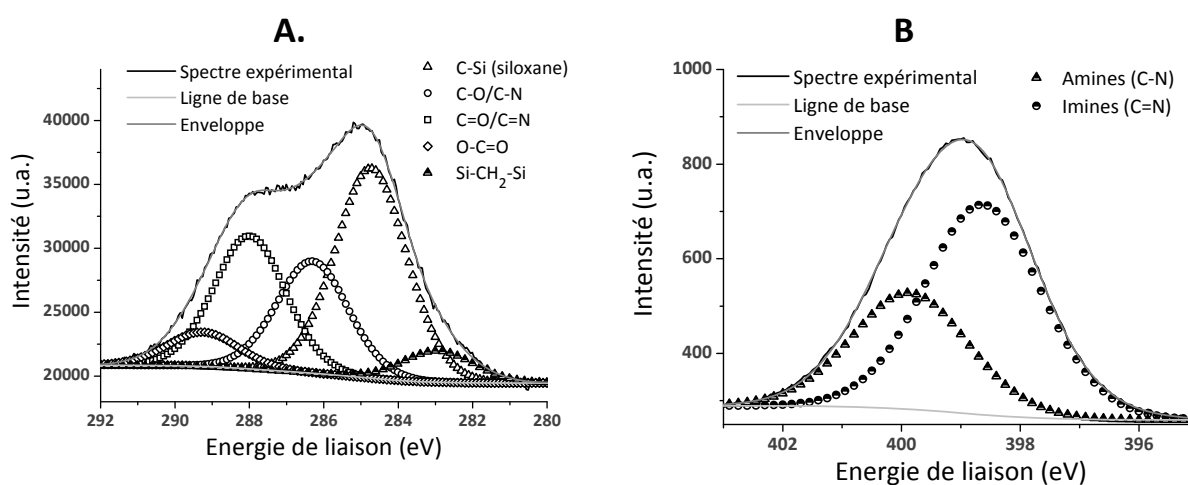 A.
Spectre expérimental
Ligne de base
Enveloppe
C-Si (siloxane)
C-O/C-N
C=O/C=N
O-C=O
Si-CH2-Si
40000
35000
30000
25000
20000
Intensité (u.a.)
292 290 288 286 284 282 280
Energie de liaison (eV)
B
Spectre expérimental
Ligne de base
Enveloppe
Amines (C-N)
Imines (C=N)
1000
800
600
400
Intensité (u.a.)
402 400 398 396
Energie de liaison (eV)